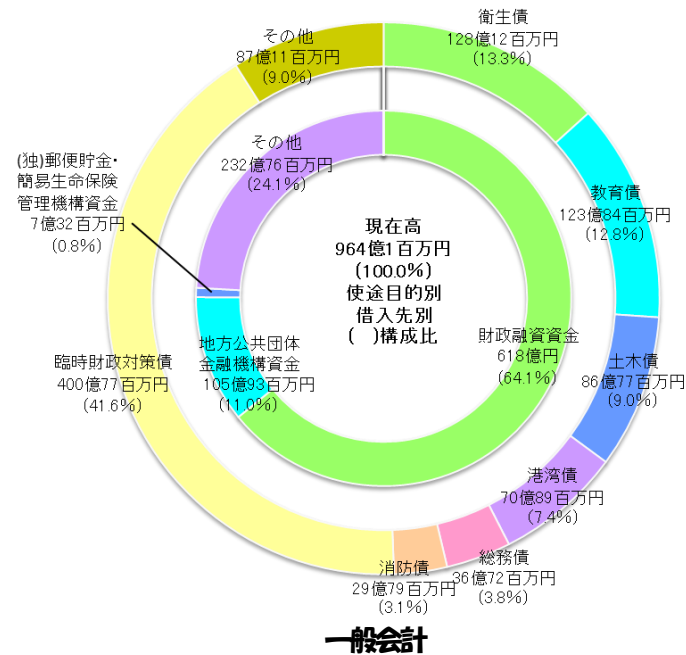 衛生債
128億12百万円
(13.3%)
教育債
123億84百万円
(12.8%)
土木債
86億77百万円
(9.0%)
港湾債
70億89百万円
(7.4%)
総務債
36億72百万円
(3.8%)
消防債
29億79百万円
(3.1%)
臨時財政対策債
400億77百万円
(41.6%)
その他
87億11百万円
(9.0%)
財政融資資金
618億円
(64.1%)
地方公共団体
金融機構資金
105億93百万円
(11.0%)
(独)郵便貯金・
簡易生命保険
管理機構資金
7億32百万円
(0.8%)
その他
232億76百万円
(24.1%)
現在高
964億1百万円
(100.0%)
使途目的別
借入先別
(　)構成比
一般会計